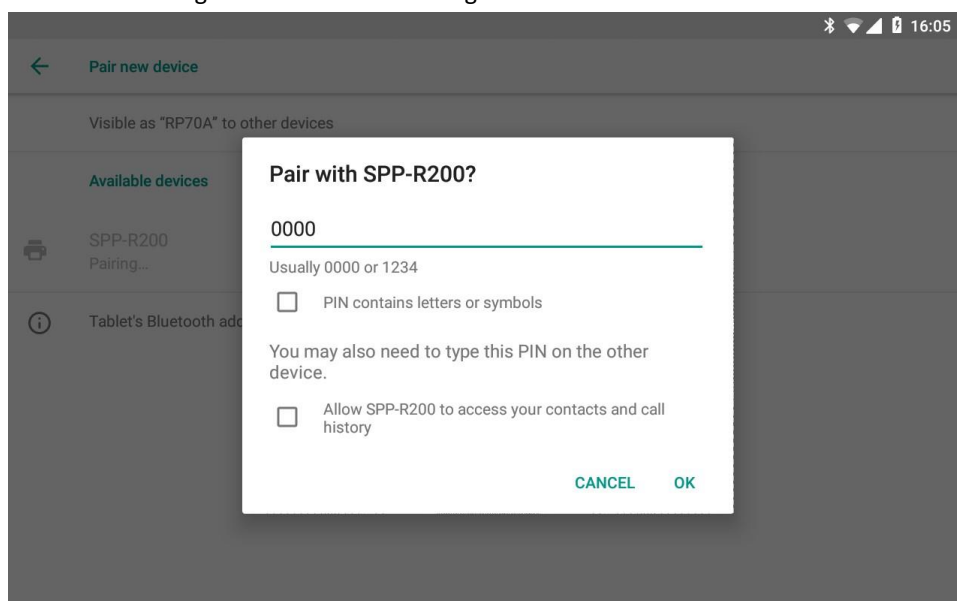 16:05
Pair new device
Visible as "RP70A" to other devices
Available devices
SPP-R200
Pairing...
Tablet's Bluetooth
Pair with SPP-R200?
0000
Usually 0000 or 1234
PIN contains letters or symbols
You may also need to type this PIN on the other
device.
Allow SPP-R200 to access your contacts and call
history
CANCEL OK